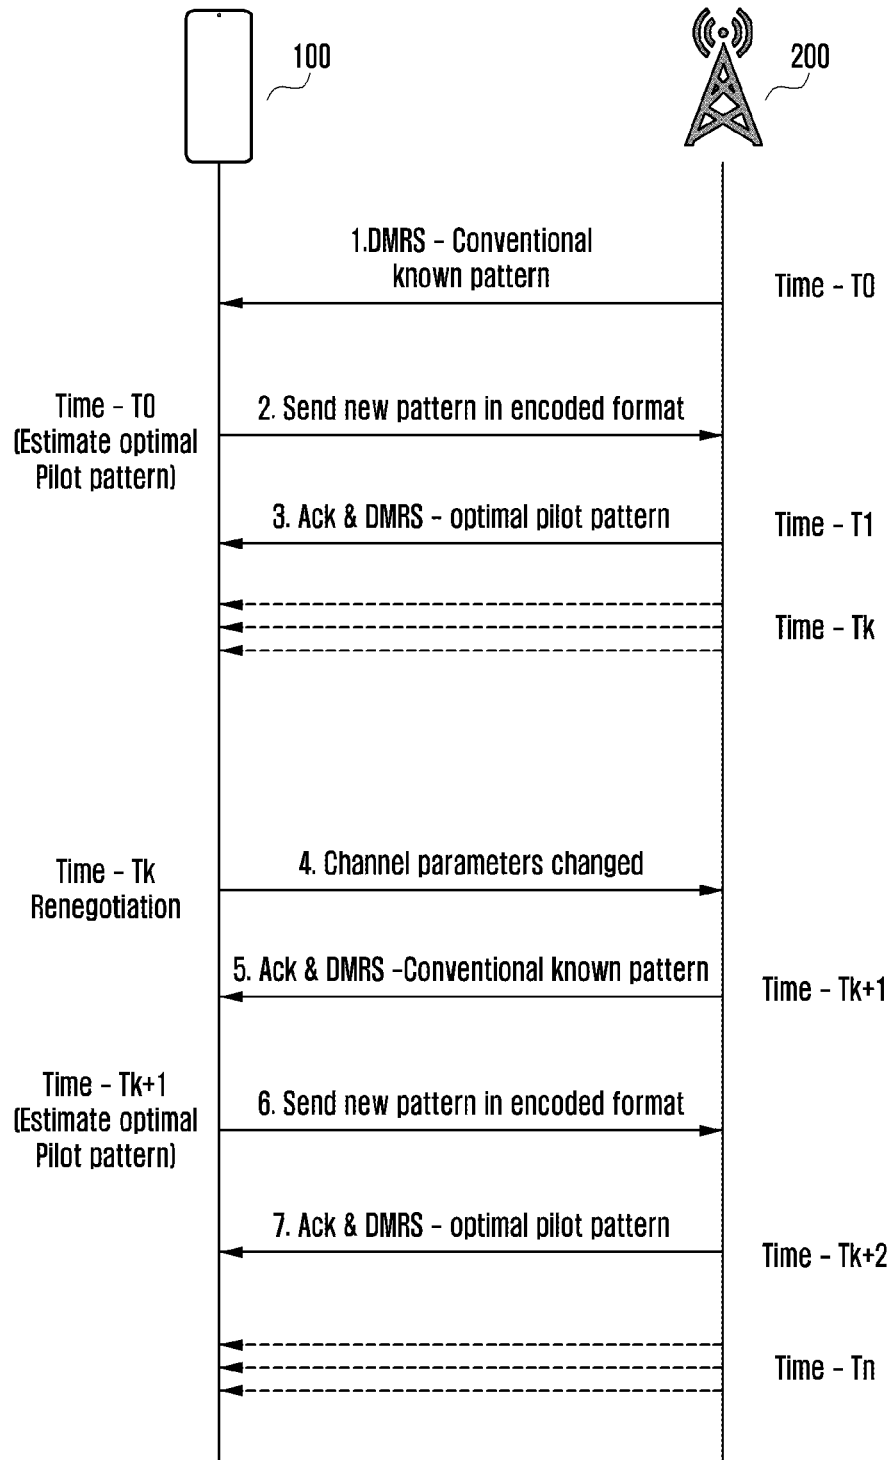 100
200
1.DMRS - Conventional
known pattern
Time - T0
Time - T0
(Estimate optimal
Pilot pattern)
2. Send new pattern in encoded format
3. Ack & DMRS - optimal pilot pattern
Time - T1
Time - Tk
Time - Tk
Renegotiation
4. Channel parameters changed
5. Ack & DMRS -Conventional known pattern
Time - Tk+1
Time - Tk+1
(Estimate optimal
Pilot pattern)
6. Send new pattern in encoded format
7. Ack & DMRS - optimal pilot pattern
Time - Tk+2
Time - Tn